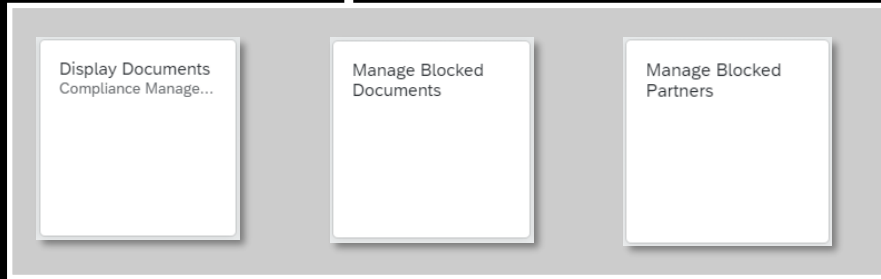 Display Documents
Compliance Manage...
Manage Blocked
Documents
Manage Blocked
Partners